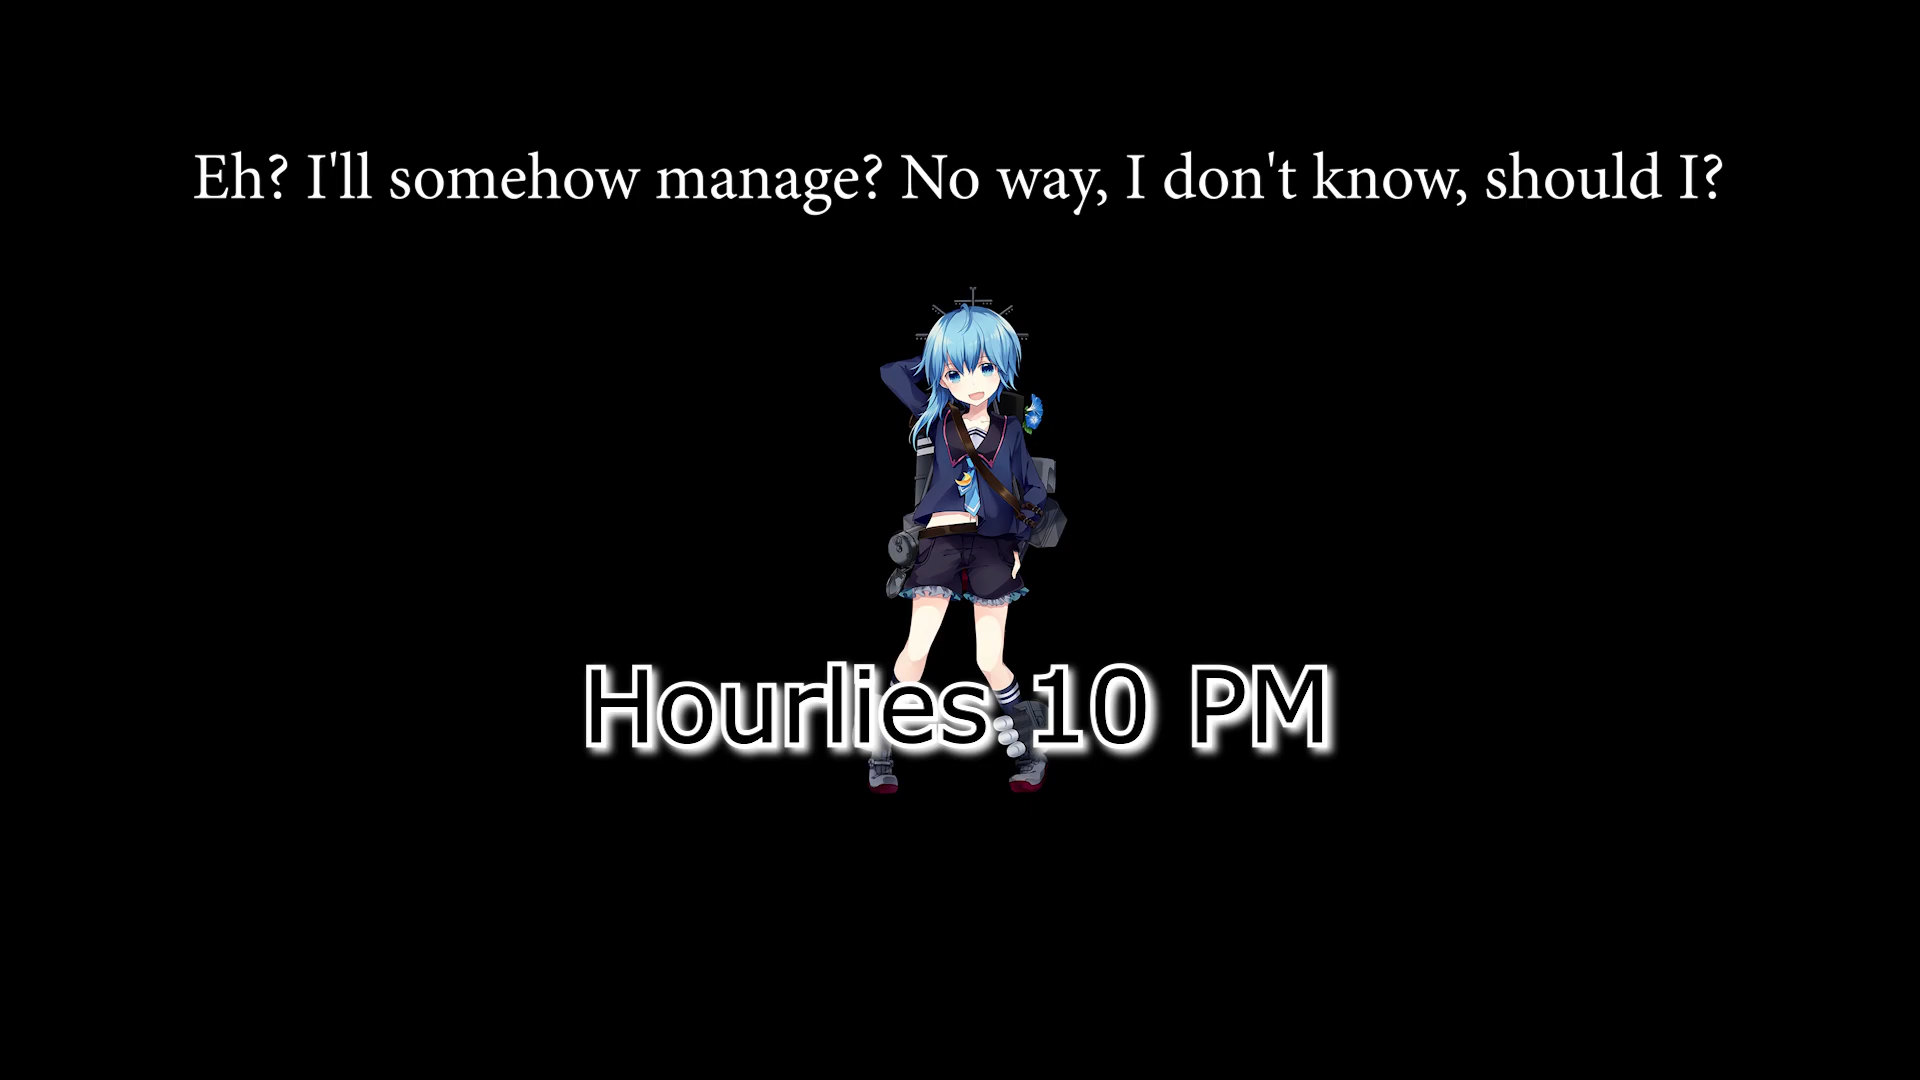 Eh? I'll somehow manage? No way, I don't know, should I?
Hourlies 10 PM